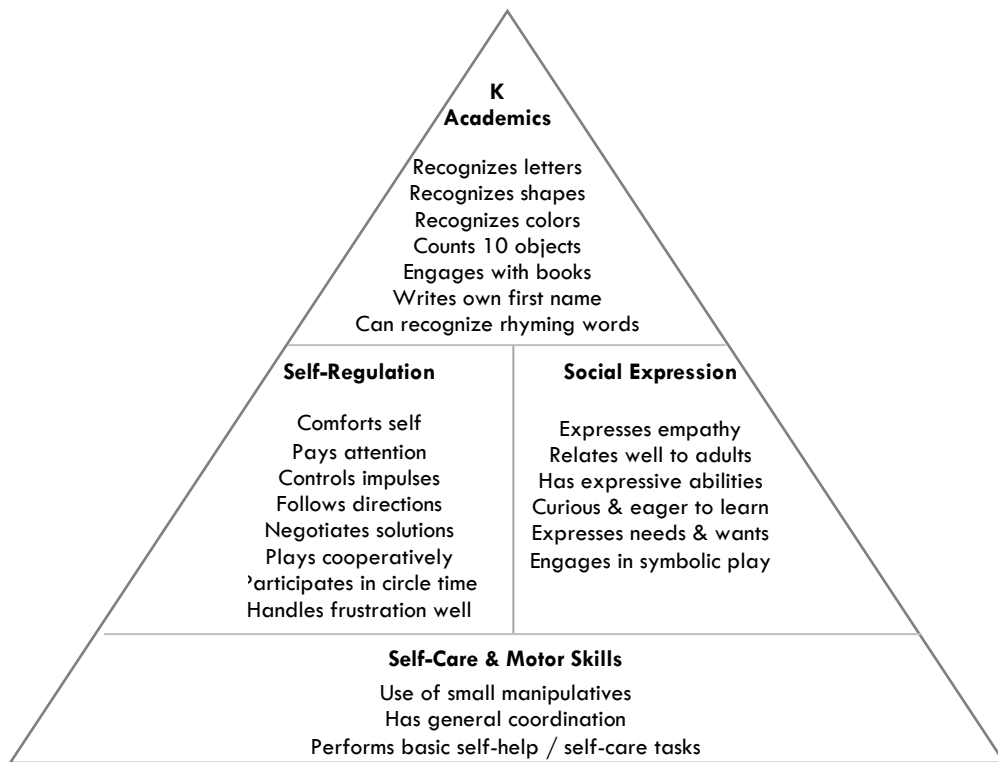 K
Academics
Recognizes letters
Recognizes shapes
Recognizes colors
Counts 10 objects
Engages with books
Writes own first name
Can recognize rhyming words
Self-Regulation
Comforts self
Pays attention
Controls impulses
Follows directions
Negotiates solutions
Plays cooperatively
Participates in circle time
Handles frustration well
Social Expression
Expresses empathy
Relates well to adults
Has expressive abilities
Curious & eager to learn
Expresses needs & wants
Engages in symbolic play
Self-Care & Motor Skills
Use of small manipulatives
Has general coordination
Performs basic self-help / self-care tasks